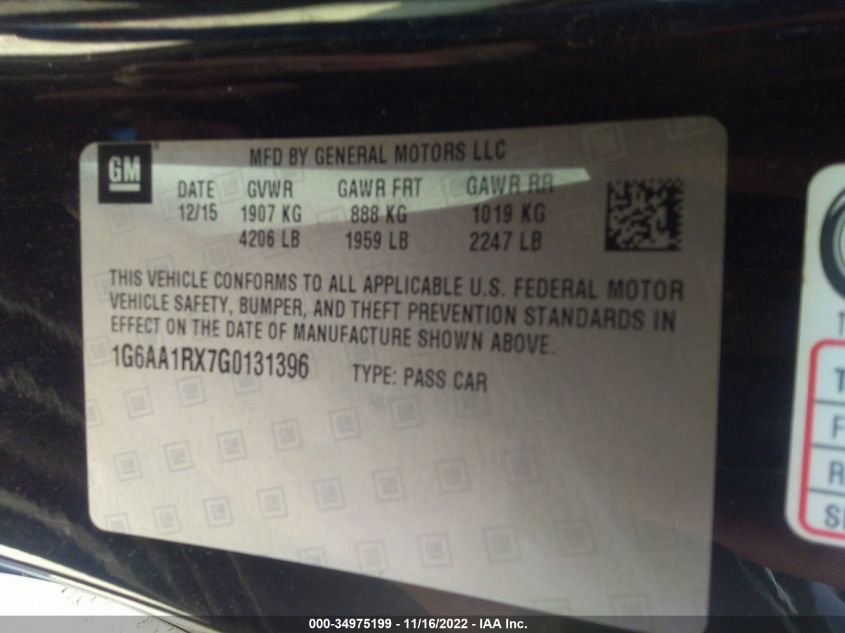 GM
MFD BY GENERAL MOTORS LLC
DATE GVWR GAWR FRT GAWR RR
12/15 1907 KG 888 KG 1019 KG
4206 LB 1959 LB 2247 LB
THIS VEHICLE CONFORMS TO ALL APPLICABLE U.S. FEDERAL MOTOR
VEHICLE SAFETY, BUMPER, AND THEFT PREVENTION STANDARDS IN
EFFECT ON THE DATE OF MANUFACTURE SHOWN ABOVE.
1G6AA1RX7G0131396 TYPE: PASS CAR
000-34975199 - 11/16/2022 - IAA Inc.